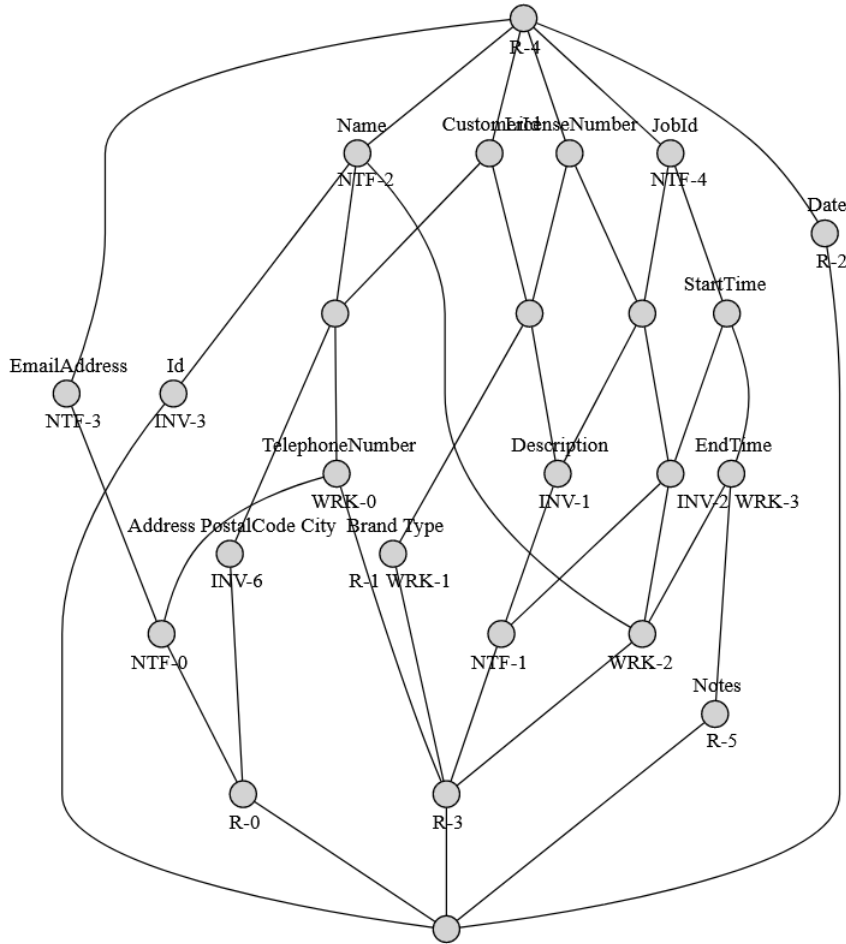 R-4
Name
CustomerId
LicenseNumber
JobId
NTF-2
NTF-4
Date
R-2
StartTime
EmailAddress
Id
NTF-3
INV-3
TelephoneNumber
Description
EndTime
WRK-0
INV-1
INV-2
WRK-3
Address PostalCode City
Brand Type
INV-6
R-1 WRK-1
NTF-0
NTF-1
WRK-2
Notes
R-5
R-0
R-3